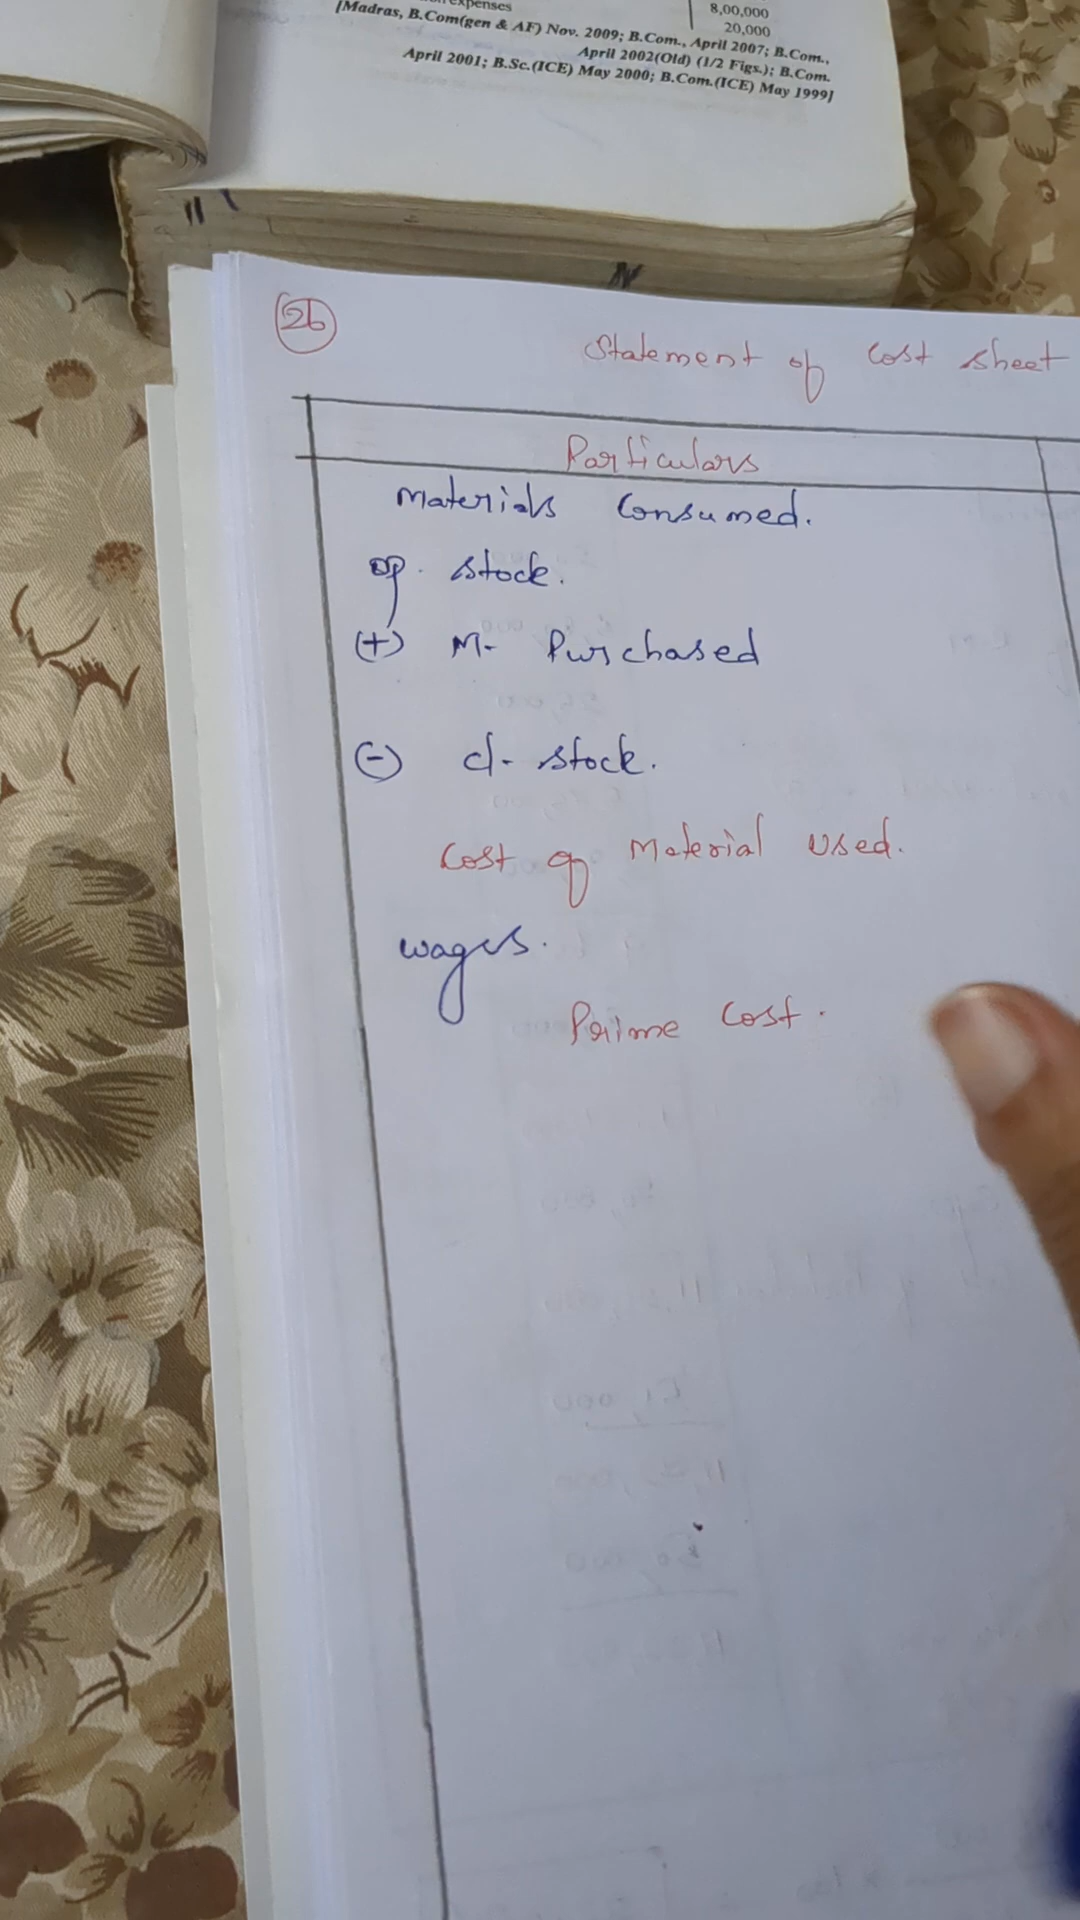 expenses
8,00,000
20,000
[Madras, B.Com(gen & AF) Nov. 2009; B.Com., April 2007; B.Com.,
April 2002(Old) (1/2 Figs.); B.Com.
April 2001; B.Sc.(ICE) May 2000; B.Com.(ICE) May 1999]
26
Statement of Cost sheet
Particulars
Materials Consumed.
op. stock.
(+) M. Purchased
(-) cl. stock.
Cost of Material Used.
wages.
Prime Cost.